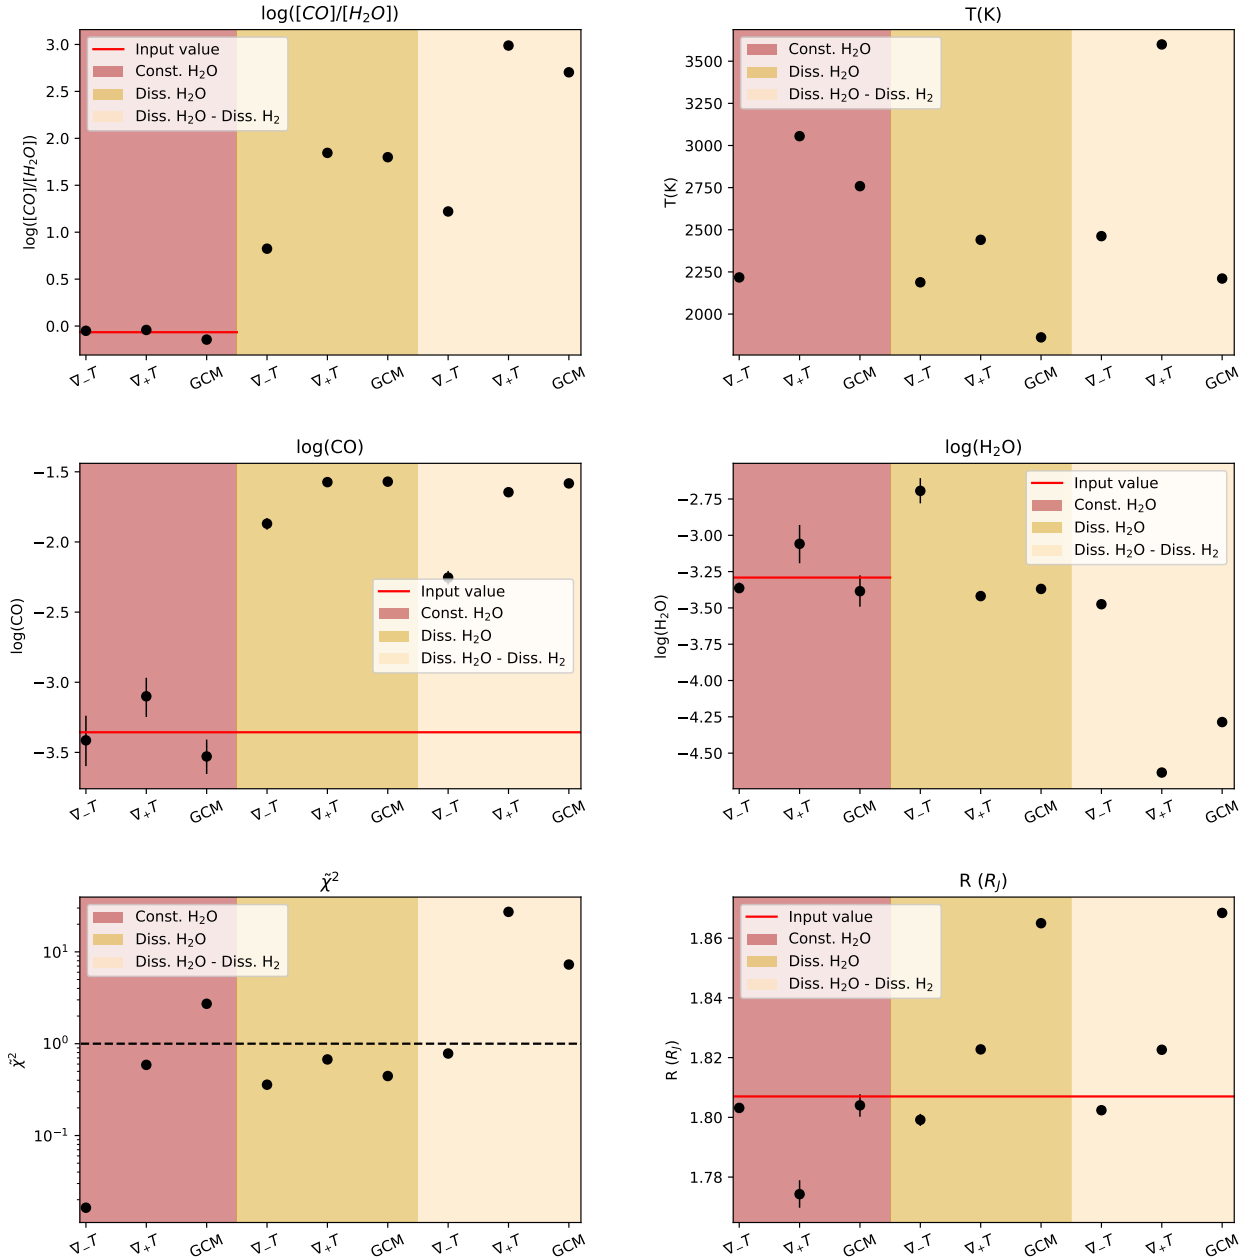 log([CO]/[H₂O])
3.0
2.5
2.0
1.5
1.0
0.5
0.0
log([CO]/[H₂O])
Input value
Const. H₂O
Diss. H₂O
Diss. H₂O - Diss. H₂
∇₋T ∇₊T GCM ∇₋T ∇₊T GCM ∇₋T ∇₊T GCM
T(K)
3500
3250
3000
2750
2500
2250
2000
T(K)
Const. H₂O
Diss. H₂O
Diss. H₂O - Diss. H₂
∇₋T ∇₊T GCM ∇₋T ∇₊T GCM ∇₋T ∇₊T GCM
log(CO)
−1.5
−2.0
−2.5
−3.0
−3.5
log(CO)
Input value
Const. H₂O
Diss. H₂O
Diss. H₂O - Diss. H₂
∇₋T ∇₊T GCM ∇₋T ∇₊T GCM ∇₋T ∇₊T GCM
log(H₂O)
−2.75
−3.00
−3.25
−3.50
−3.75
−4.00
−4.25
−4.50
log(H₂O)
Input value
Const. H₂O
Diss. H₂O
Diss. H₂O - Diss. H₂
∇₋T ∇₊T GCM ∇₋T ∇₊T GCM ∇₋T ∇₊T GCM
χ̃²
10¹
10⁰
10⁻¹
χ̃²
Const. H₂O
Diss. H₂O
Diss. H₂O - Diss. H₂
∇₋T ∇₊T GCM ∇₋T ∇₊T GCM ∇₋T ∇₊T GCM
R (R_J)
1.86
1.84
1.82
1.80
1.78
R (R_J)
Input value
Const. H₂O
Diss. H₂O
Diss. H₂O - Diss. H₂
∇₋T ∇₊T GCM ∇₋T ∇₊T GCM ∇₋T ∇₊T GCM